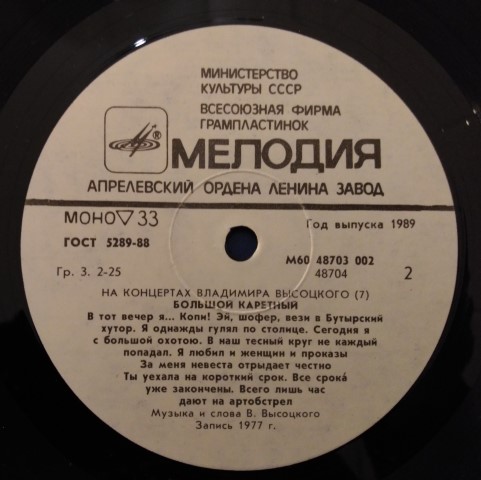 МИНИСТЕРСТВО
КУЛЬТУРЫ СССР
ВСЕСОЮЗНАЯ ФИРМА
ГРАМПЛАСТИНОК
® МЕЛОДИЯ
АПРЕЛЕВСКИЙ ОРДЕНА ЛЕНИНА ЗАВОД
МОНО▽33
Год выпуска 1989
ГОСТ 5289-88
М60 48703 002
Гр. 3. 2-25
48704
2
НА КОНЦЕРТАХ ВЛАДИМИРА ВЫСОЦКОГО (7)
БОЛЬШОЙ КАРЕТНЫЙ
В тот вечер я... Копи! Эй, шофер, вези в Бутырский
хутор. Я однажды гулял по столице. Сегодня я
с большой охотою. В наш тесный круг не каждый
попадал. Я любил и женщин и проказы
За меня невеста отрыдает честно
Ты уехала на короткий срок. Все срока́
уже закончены. Всего лишь час
дают на артобстрел
Музыка и слова В. Высоцкого
Запись 1977 г.